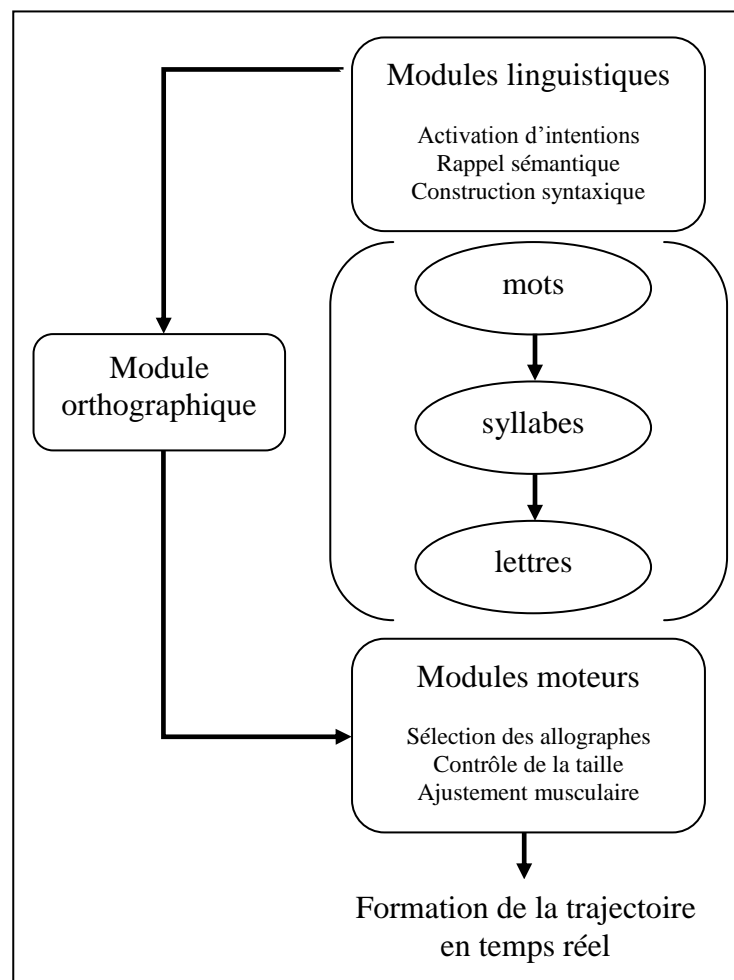 Modules linguistiques
Activation d’intentions
Rappel sémantique
Construction syntaxique
mots
Module
orthographique
syllabes
lettres
Modules moteurs
Sélection des allographes
Contrôle de la taille
Ajustement musculaire
Formation de la trajectoire
en temps réel